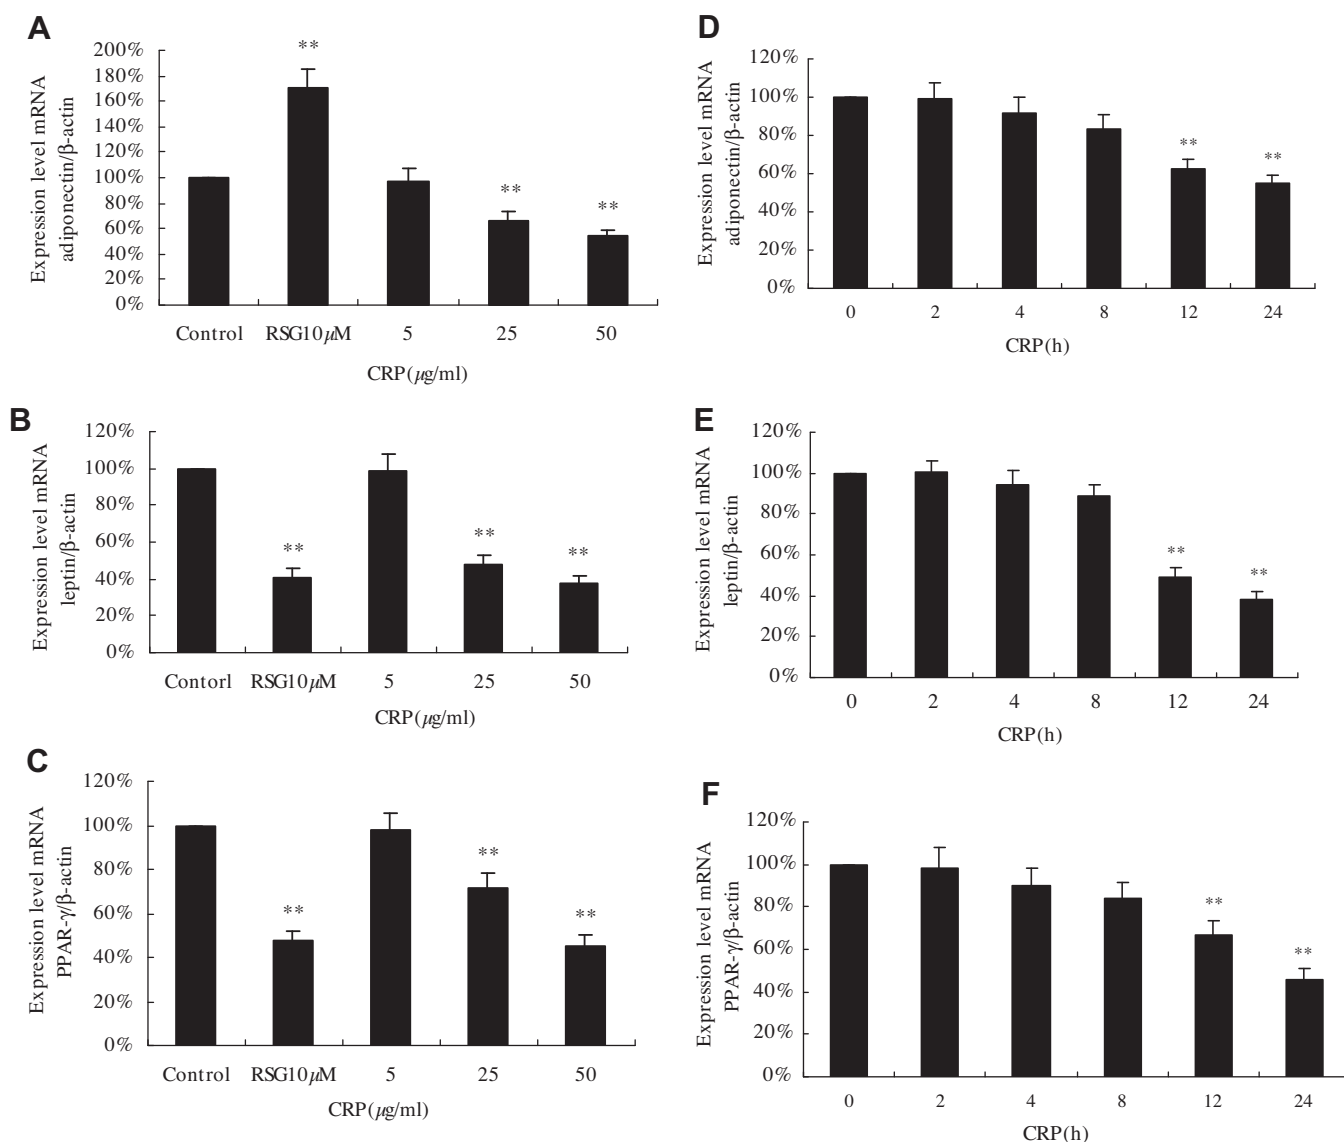 A
Expression level mRNA
adiponectin/β-actin
200%
180%
160%
140%
120%
100%
80%
60%
40%
20%
0%
**
**
**
Control RSG10μM 5 25 50
CRP(μg/ml)
B
Expression level mRNA
leptin/β-actin
120%
100%
80%
60%
40%
20%
0%
**
**
**
Contorl RSG10μM 5 25 50
CRP(μg/ml)
C
Expression level mRNA
PPAR-γ/β-actin
120%
100%
80%
60%
40%
20%
0%
**
**
**
Control RSG10μM 5 25 50
CRP(μg/ml)
D
Expression level mRNA
adiponectin/β-actin
120%
100%
80%
60%
40%
20%
0%
**
**
0 2 4 8 12 24
CRP(h)
E
Expression level mRNA
leptin/β-actin
120%
100%
80%
60%
40%
20%
0%
**
**
0 2 4 8 12 24
CRP(h)
F
Expression level mRNA
PPAR-γ/β-actin
120%
100%
80%
60%
40%
20%
0%
**
**
0 2 4 8 12 24
CRP(h)